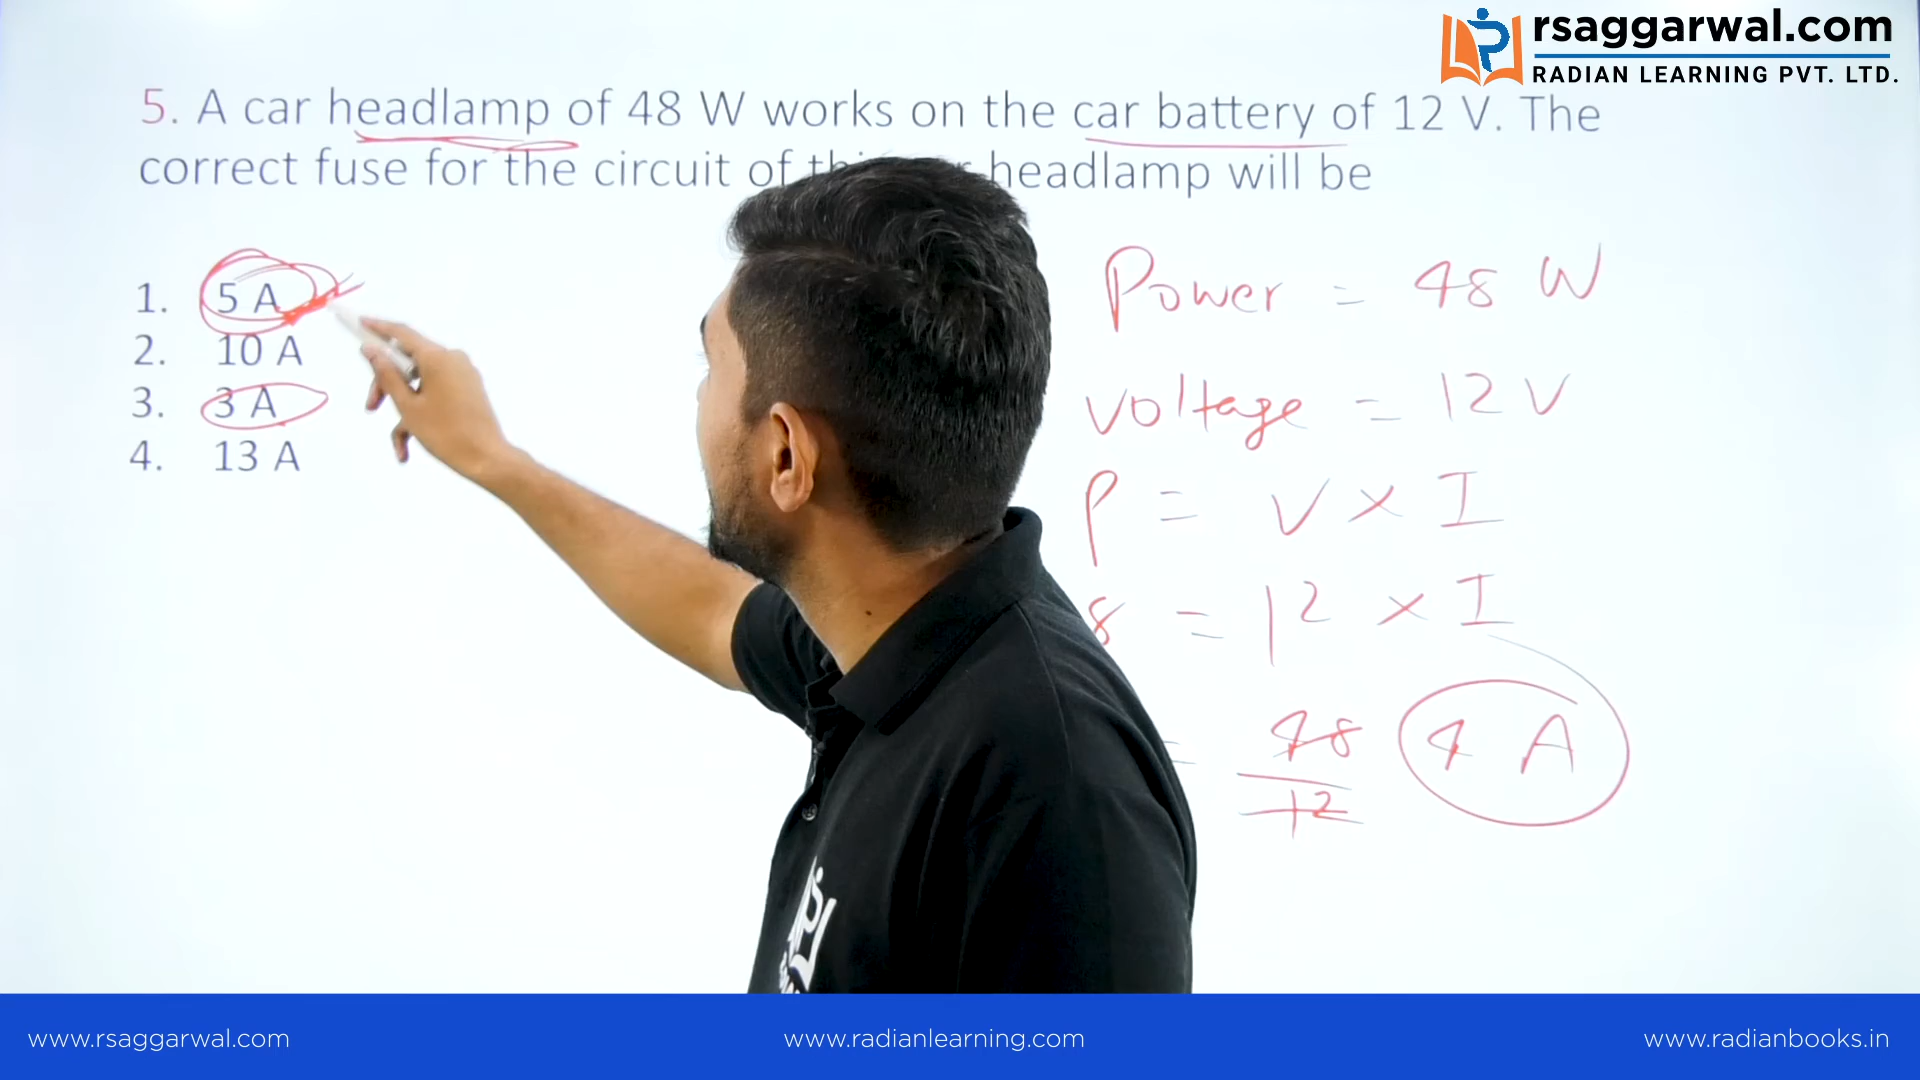 rsaggarwal.com
RADIAN LEARNING PVT. LTD.
5. A car headlamp of 48 W works on the car battery of 12 V. The
correct fuse for the circuit of headlamp will be
1. 5 A
2. 10 A
3. 3 A
4. 13 A
Power = 48 W
Voltage = 12 V
P = V × I
8 = 12 × I
= 48
12
4 A
www.rsaggarwal.com
www.radianlearning.com
www.radianbooks.in